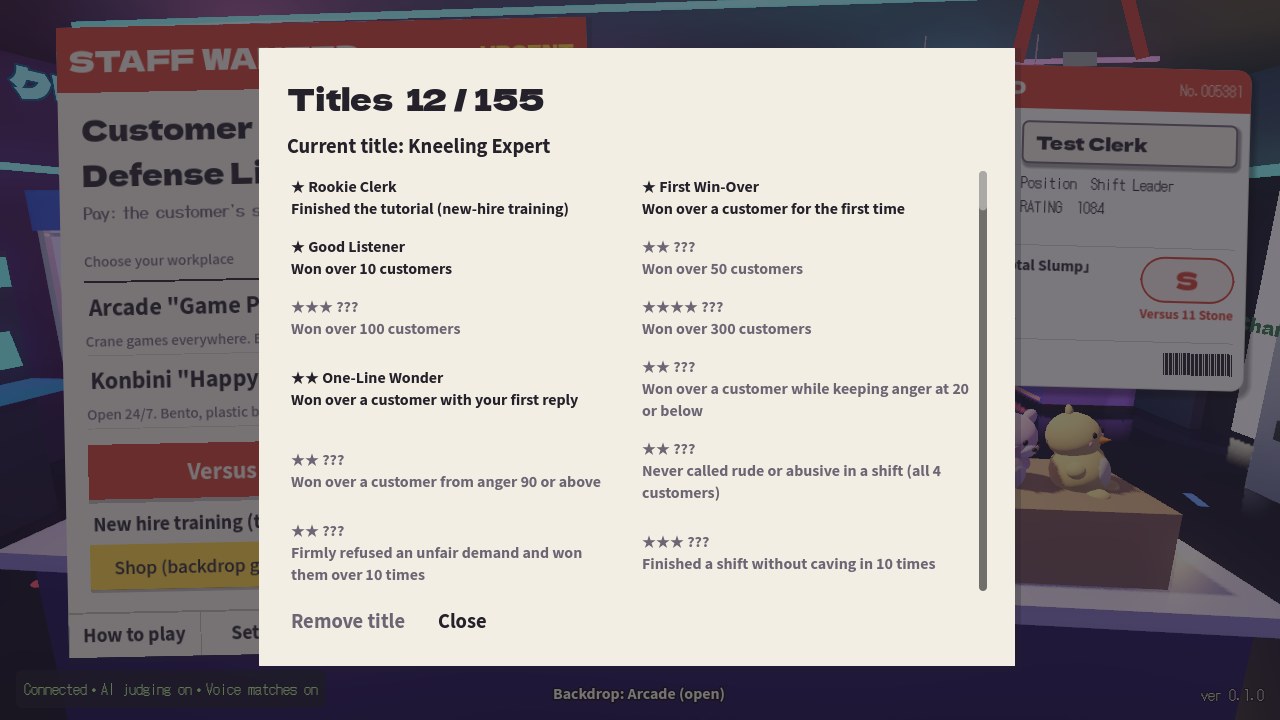 STAFF WA
Customer
Defense Li
Pay: the customer's s
Choose your workplace
Arcade "Game P
Crane games everywhere.
Konbini "Happy
Open 24/7. Bento, plastic b
Versus
New hire training (t
Shop (backdrop g
How to play
Set
Titles 12 / 155
Current title: Kneeling Expert
★ Rookie Clerk
Finished the tutorial (new-hire training)
★ First Win-Over
Won over a customer for the first time
★ Good Listener
Won over 10 customers
★★ ???
Won over 50 customers
★★★ ???
Won over 100 customers
★★★★ ???
Won over 300 customers
★★ One-Line Wonder
Won over a customer with your first reply
★★ ???
Won over a customer while keeping anger at 20
or below
★★ ???
Won over a customer from anger 90 or above
★★ ???
Never called rude or abusive in a shift (all 4
customers)
★★ ???
Firmly refused an unfair demand and won
them over 10 times
★★★ ???
Finished a shift without caving in 10 times
Remove title
Close
No. 005381
Test Clerk
Position Shift Leader
RATING 1084
tal Slump」
S
Versus 11 Stone
Connected • AI judging on • Voice matches on
Backdrop: Arcade (open)
ver 0.1.0